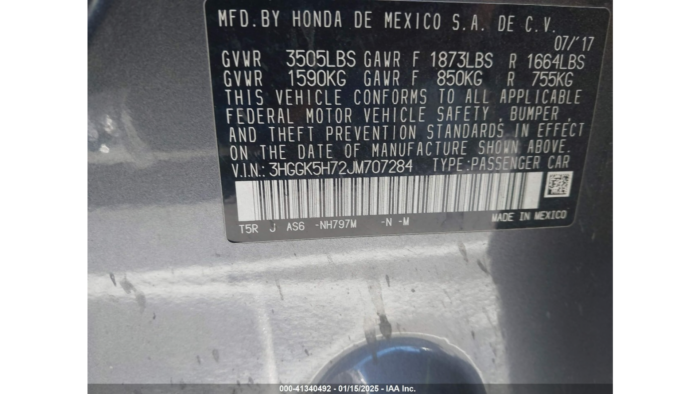 MFD. BY HONDA DE MEXICO S.A. DE C.V.
07/'17
GVWR 3505LBS GAWR F 1873LBS R 1664LBS
GVWR 1590KG GAWR F 850KG R 755KG
THIS VEHICLE CONFORMS TO ALL APPLICABLE
FEDERAL MOTOR VEHICLE SAFETY , BUMPER ,
AND THEFT PREVENTION STANDARDS IN EFFECT
ON THE DATE OF MANUFACTURE SHOWN ABOVE.
V.I.N.: 3HGGK5H72JM707284 TYPE:PASSENGER CAR
T5R J AS6 -NH797M -N -M MADE IN MEXICO
000-41340492 - 01/15/2025 - IAA Inc.